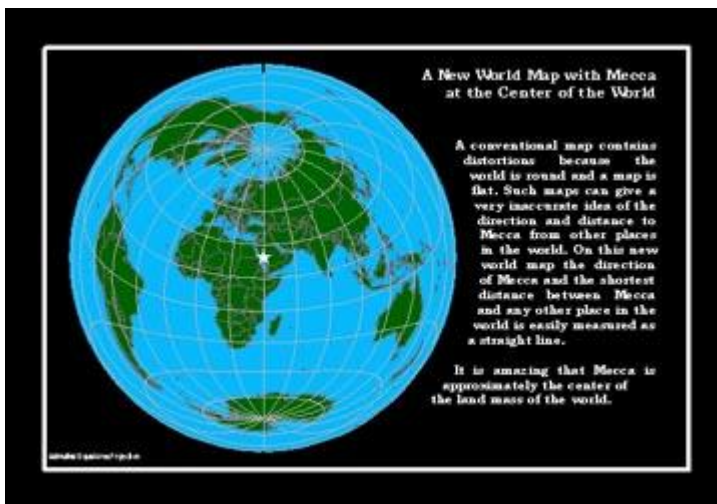 A New World Map with Mecca
at the Center of the World
A conventional map contains
distortions because the
world is round and a map is
flat. Such maps can give a
very inaccurate idea of the
direction and distance to
Mecca from other places
in the world. On this new
world map the direction
of Mecca and the shortest
distance between Mecca
and any other place in the
world is easily measured as
a straight line.
It is amazing that Mecca is
approximately the center of
the land mass of the world.